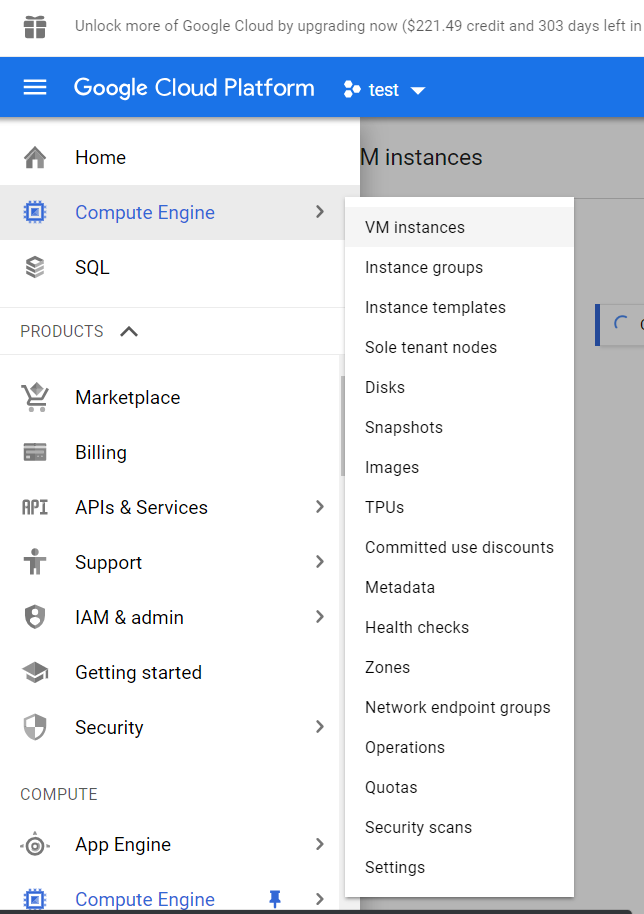 Unlock more of Google Cloud by upgrading now ($221.49 credit and 303 days left in
Google Cloud Platform
test
Home
M instances
Compute Engine
SQL
PRODUCTS
Marketplace
Billing
API
APIs & Services
Support
IAM & admin
Getting started
Security
COMPUTE
App Engine
Compute Engine
VM instances
Instance groups
Instance templates
Sole tenant nodes
Disks
Snapshots
Images
TPUs
Committed use discounts
Metadata
Health checks
Zones
Network endpoint groups
Operations
Quotas
Security scans
Settings